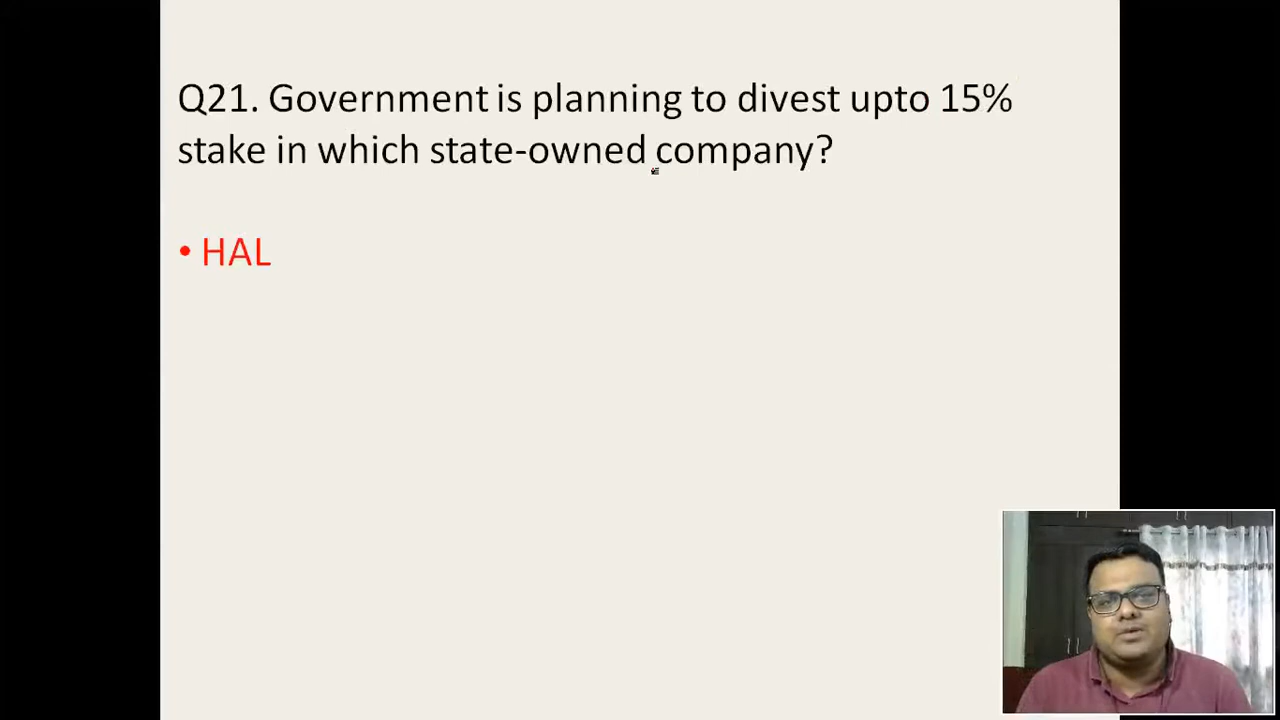 Q21. Government is planning to divest upto 15%
stake in which state-owned company?
• HAL